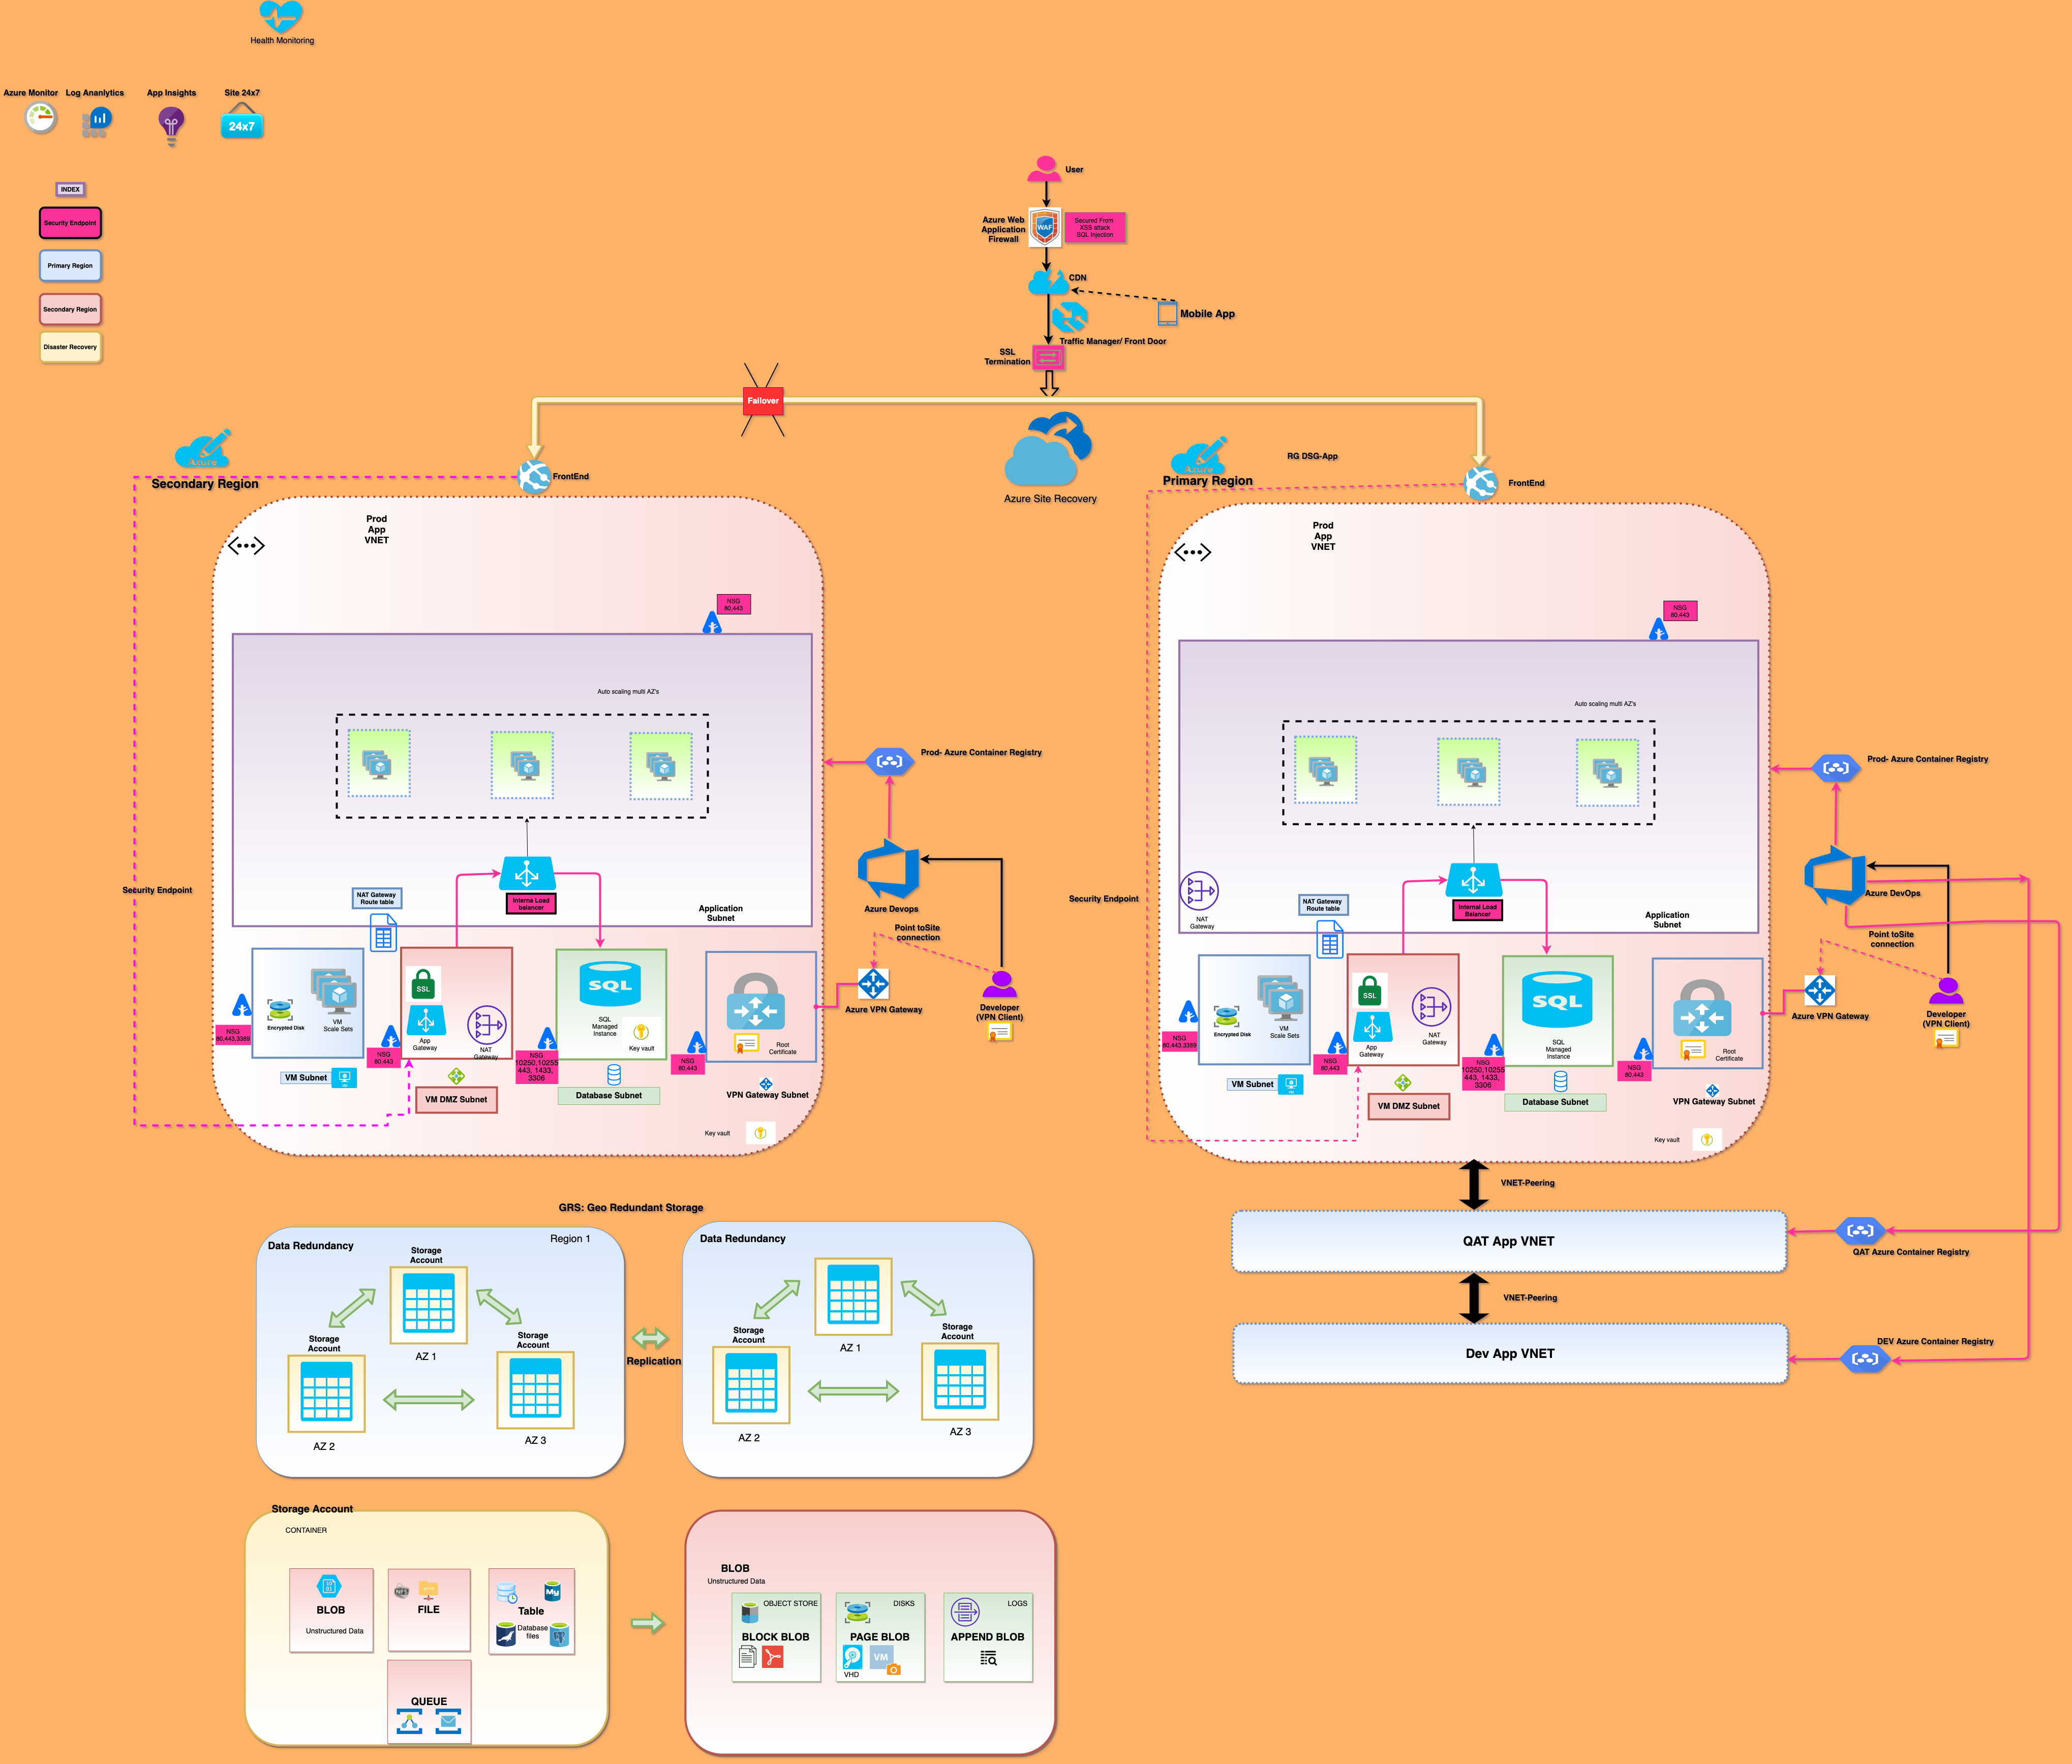 Health Monitoring
Azure Monitor
Log Ananlytics
App Insights
Site 24x7
24x7
INDEX
Security Endpoint
Primary Region
Secondary Region
Disaster Recovery
User
Azure Web
Application
Firewall
WAF
Secured From
XSS attack
SQL Injection
CDN
Mobile App
Traffic Manager/ Front Door
SSL
Termination
Failover
Azure Site Recovery
Azure
Secondary Region
FrontEnd
Prod
App
VNET
NSG
80,443
Auto scaling multi AZ's
Interna Load
balancer
NAT Gateway
Route table
Application
Subnet
Security Endpoint
Encrypted Disk
VM
Scale Sets
NSG
80,443,3389
VM Subnet
SSL
App
Gateway
NAT
Gateway
NSG
80,443
VM DMZ Subnet
SQL
SQL
Managed
Instance
Key vault
NSG
10250,10255
443, 1433,
3306
Database Subnet
Root
Certificate
NSG
80,443
VPN Gateway Subnet
Key vault
Prod- Azure Container Registry
Azure Devops
Point toSite
connection
Azure VPN Gateway
Developer
(VPN Client)
Azure
Primary Region
RG DSG-App
FrontEnd
Prod
App
VNET
NSG
80,443
Auto scaling multi AZ's
Internal Load
Balancer
NAT
Gateway
NAT Gateway
Route table
Application
Subnet
Security Endpoint
Encrypted Disk
VM
Scale Sets
NSG
80,443,3389
VM Subnet
SSL
App
Gateway
NAT
Gateway
NSG
80,443
VM DMZ Subnet
SQL
SQL
Managed
Instance
NSG
10250,10255
443, 1433,
3306
Database Subnet
Root
Certificate
NSG
80,443
VPN Gateway Subnet
Key vault
Prod- Azure Container Registry
Azure DevOps
Point toSite
connection
Azure VPN Gateway
Developer
(VPN Client)
VNET-Peering
QAT App VNET
QAT Azure Container Registry
VNET-Peering
Dev App VNET
DEV Azure Container Registry
GRS: Geo Redundant Storage
Data Redundancy
Region 1
Storage
Account
AZ 1
Storage
Account
AZ 2
Storage
Account
AZ 3
Replication
Data Redundancy
AZ 1
Storage
Account
AZ 2
Storage
Account
AZ 3
Storage Account
CONTAINER
BLOB
Unstructured Data
FILE
Table
My
Database
files
QUEUE
BLOB
Unstructured Data
OBJECT STORE
BLOCK BLOB
DISKS
PAGE BLOB
VHD
VM
LOGS
APPEND BLOB